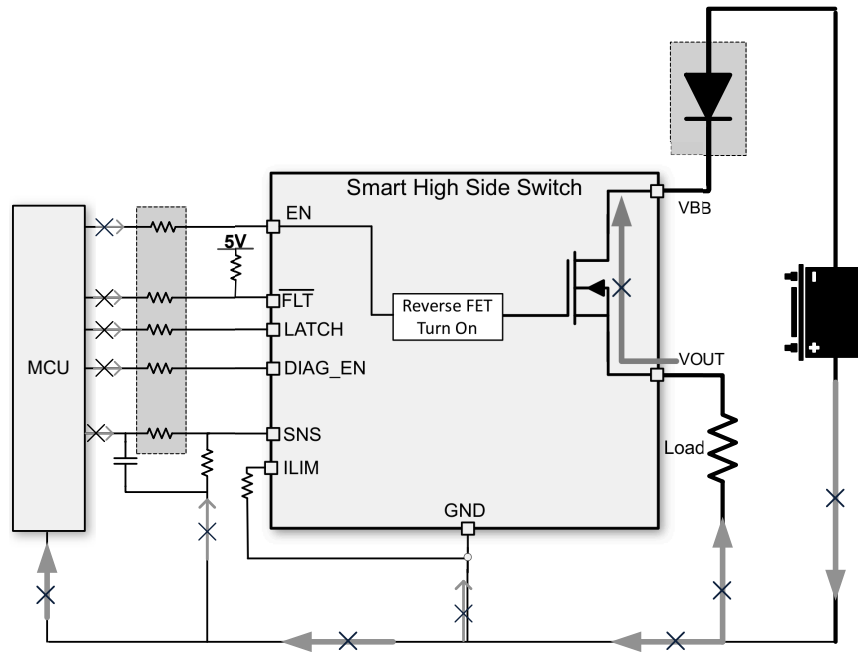 Smart High Side Switch
VBB
EN
5V
FLT
Reverse FET
Turn On
LATCH
VOUT
MCU
DIAG_EN
SNS
Load
ILIM
GND
-
+